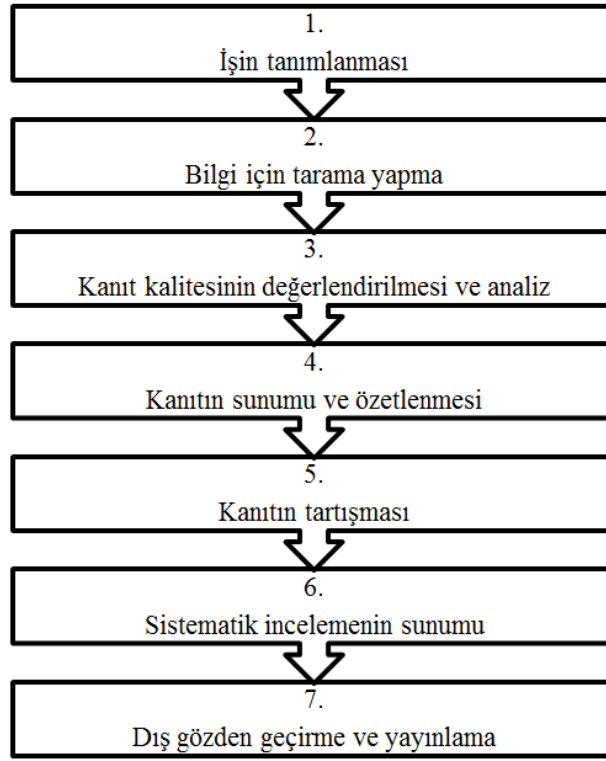 1.
İşin tanımlanması
2.
Bilgi için tarama yapma
3.
Kanıt kalitesinin değerlendirilmesi ve analiz
4.
Kanıtın sunumu ve özetlenmesi
5.
Kanıtın tartışması
6.
Sistematik incelemenin sunumu
7.
Dış gözden geçirme ve yayınlama